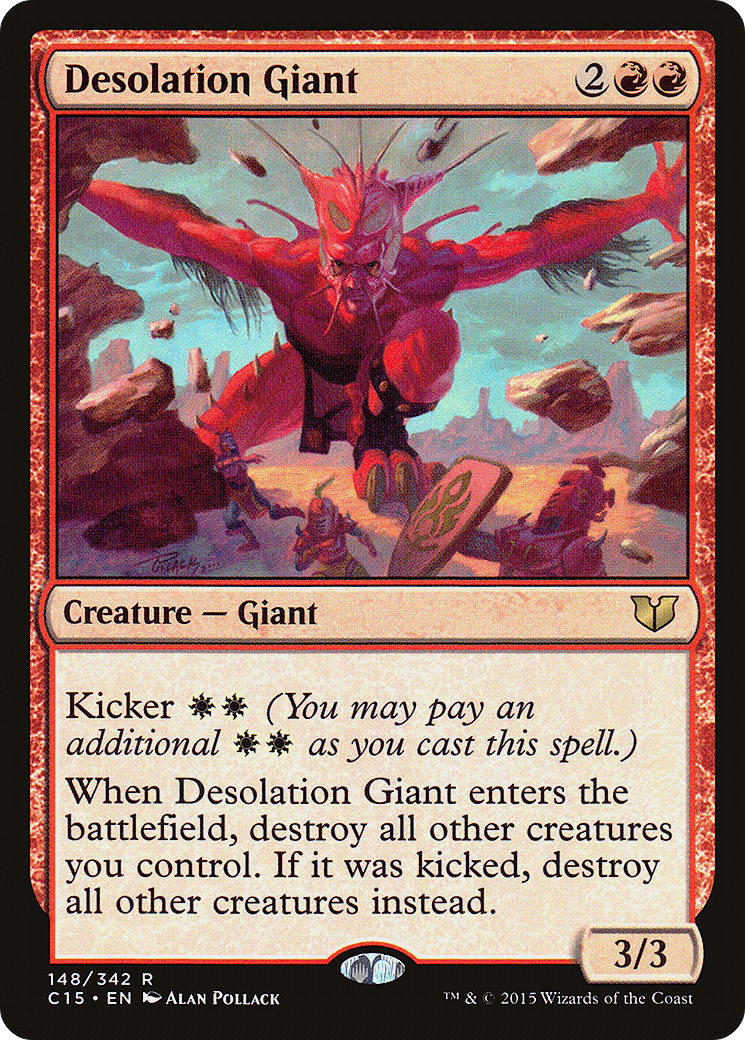 Desolation Giant 2
Creature — Giant
Kicker (You may pay an
additional as you cast this spell.)
When Desolation Giant enters the
battlefield, destroy all other creatures
you control. If it was kicked, destroy
all other creatures instead.
3/3
148/342 R
C15 • EN Alan Pollack
™ & © 2015 Wizards of the Coast